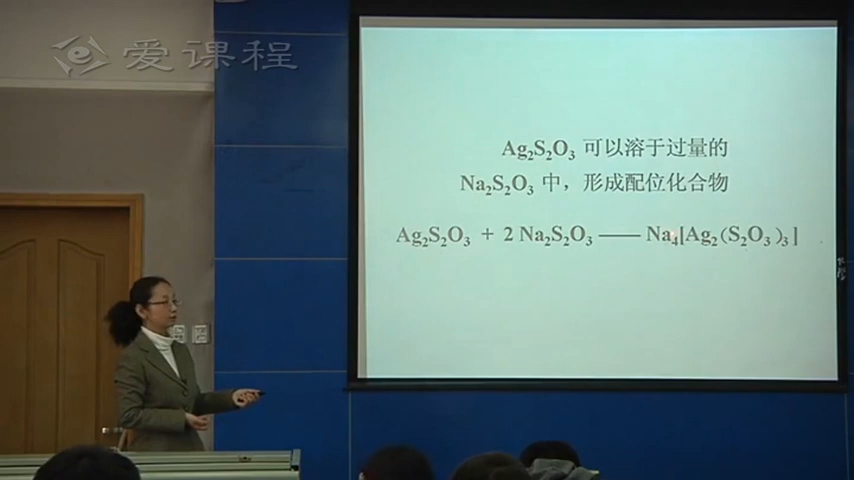 爱课程
Ag₂S₂O₃ 可以溶于过量的
Na₂S₂O₃ 中，形成配位化合物
Ag₂S₂O₃ + 2 Na₂S₂O₃ —— Na₄[Ag₂(S₂O₃)₃]